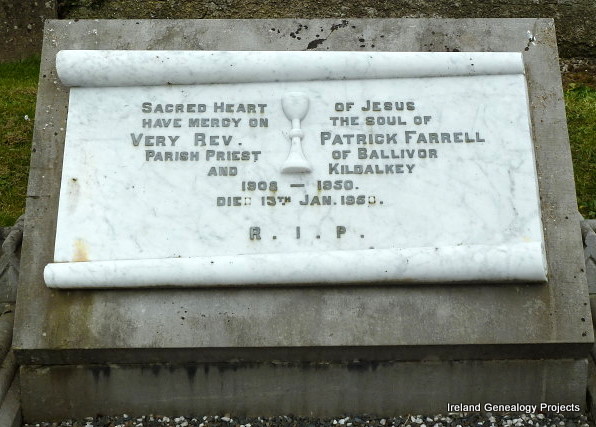 SACRED HEART OF JESUS
HAVE MERCY ON THE SOUL OF
VERY REV. PATRICK FARRELL
PARISH PRIEST OF BALLIVOR
AND KILDALKEY
1908 — 1950.
DIED 13TH JAN. 1950.
R. I. P.
Ireland Genealogy Projects